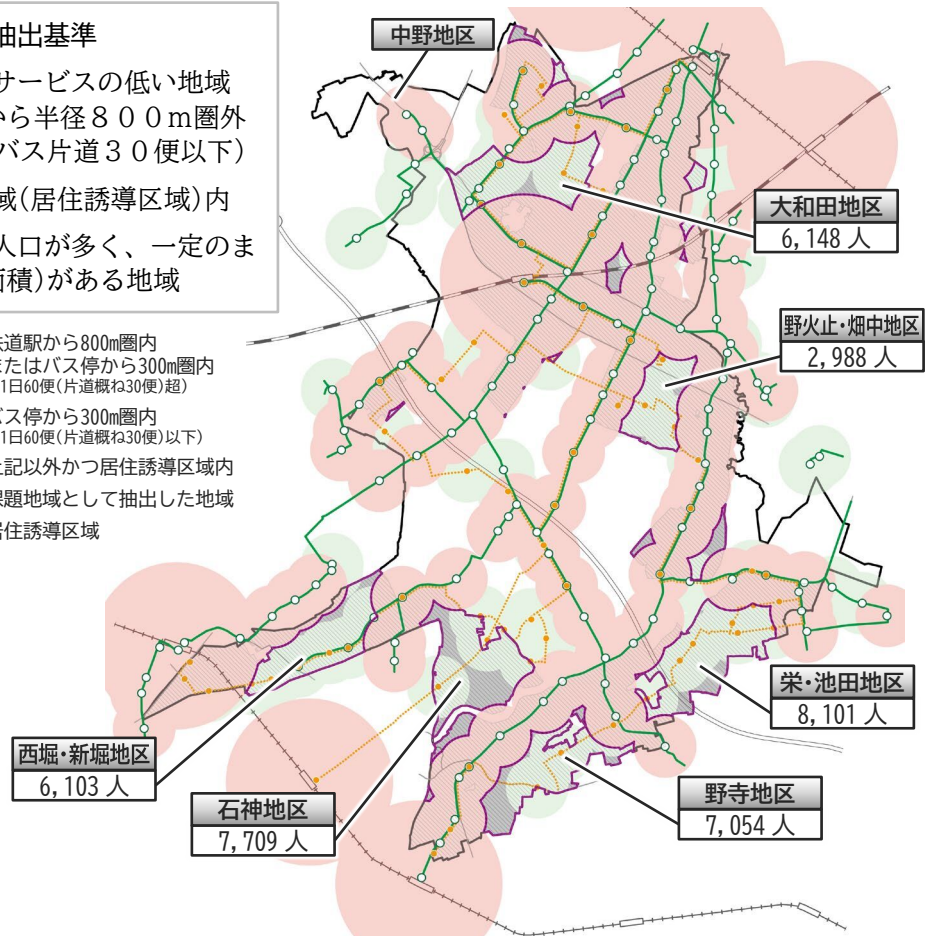 抽出基準
サービスの低い地域
から半径８００ｍ圏外
バス片道３０便以下)
域(居住誘導区域)内
人口が多く、一定のま
面積)がある地域
鉄道駅から800m圏内
またはバス停から300m圏内
1日60便(片道概ね30便)超)
バス停から300m圏内
1日60便(片道概ね30便)以下)
上記以外かつ居住誘導区域内
課題地域として抽出した地域
居住誘導区域
中野地区
大和田地区
6,148 人
野火止・畑中地区
2,988 人
栄・池田地区
8,101 人
野寺地区
7,054 人
石神地区
7,709 人
西堀・新堀地区
6,103 人